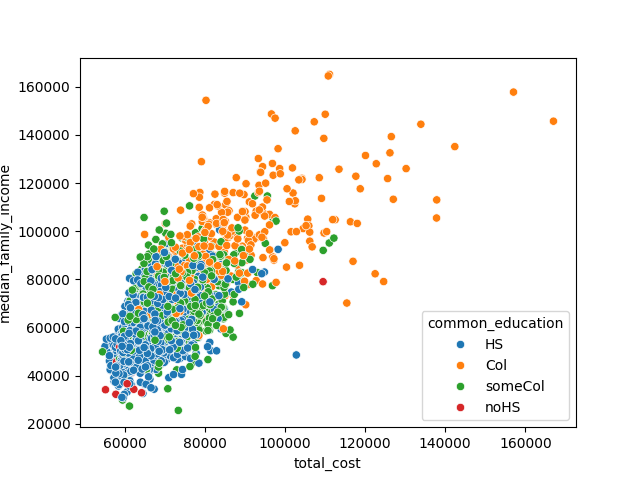 160000
140000
120000
100000
80000
60000
40000
20000
median_family_income
60000 80000 100000 120000 140000 160000
total_cost
common_education
HS
Col
someCol
noHS